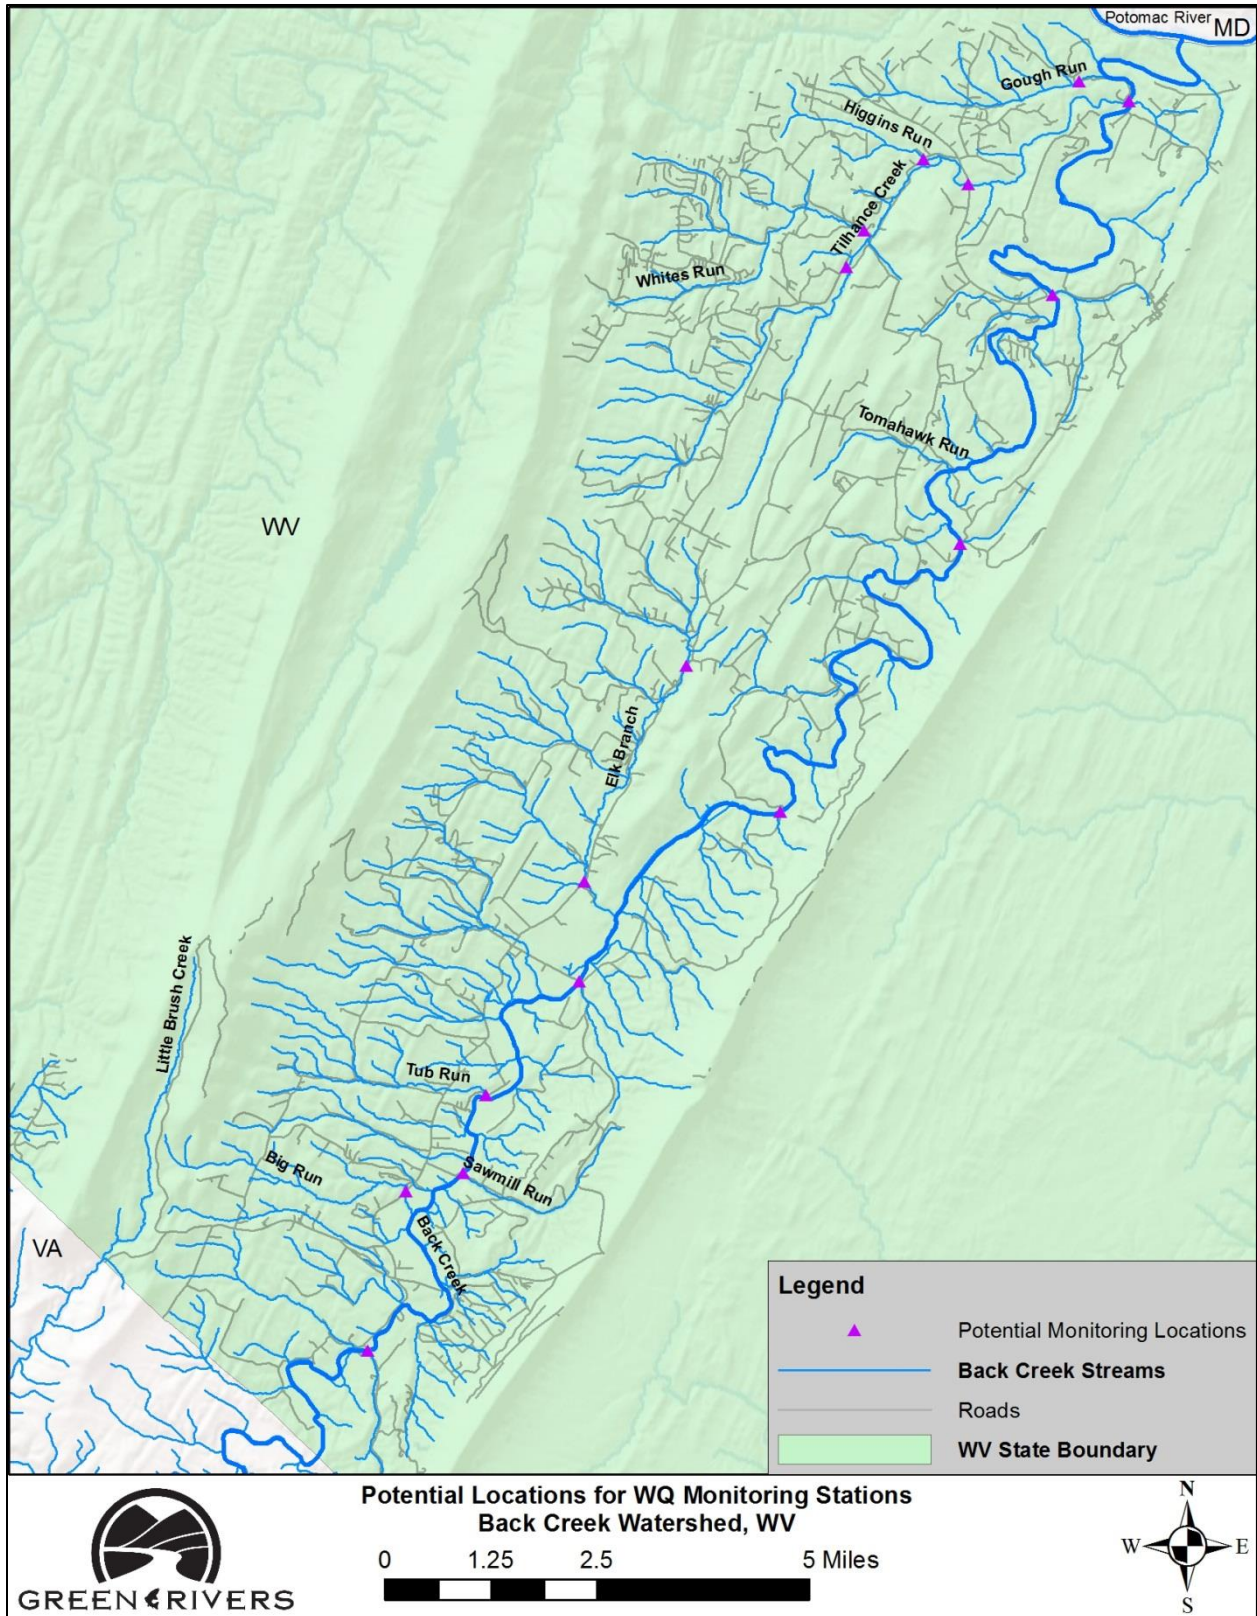 Potomac River
MD
Gough Run
Higgins Run
Tilhance Creek
Whites Run
Tomahawk Run
WV
Elk Branch
Little Brush Creek
Tub Run
Big Run
Sawmill Run
Back Creek
VA
Legend
Potential Monitoring Locations
Back Creek Streams
Roads
WV State Boundary
Potential Locations for WQ Monitoring Stations
Back Creek Watershed, WV
0 1.25 2.5 5 Miles
GREEN RIVERS
N
W E
S